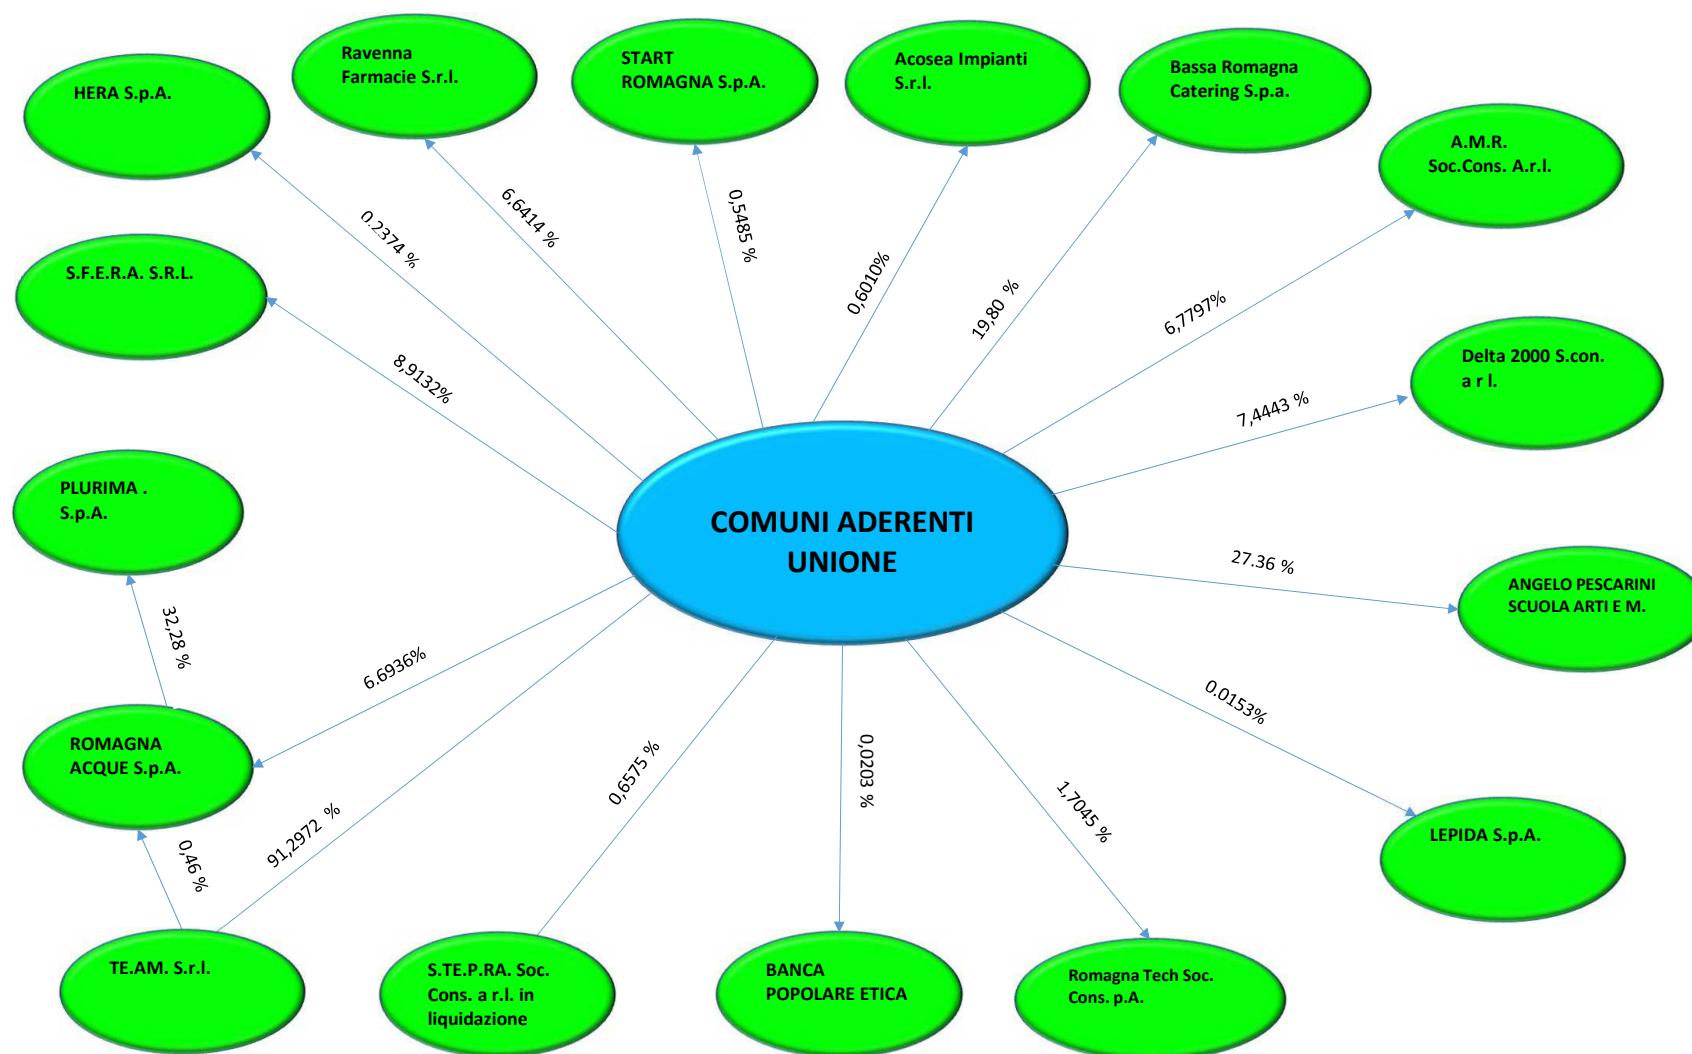 Ravenna
Farmacie S.r.l.
START
ROMAGNA S.p.A.
Acosea Impianti
S.r.l.
Bassa Romagna
Catering S.p.a.
HERA S.p.A.
A.M.R.
Soc.Cons. A.r.l.
6,6414 %
0,5485 %
0,6010%
19,80 %
0.2374 %
6,7797%
S.F.E.R.A. S.R.L.
8,9132%
7,4443 %
Delta 2000 S.con.
a r l.
PLURIMA .
S.p.A.
COMUNI ADERENTI
UNIONE
27.36 %
ANGELO PESCARINI
SCUOLA ARTI E M.
32,28 %
6.6936%
0.0153%
ROMAGNA
ACQUE S.p.A.
0,6575 %
0,0203 %
1,7045 %
91,2972 %
0,46 %
LEPIDA S.p.A.
TE.AM. S.r.l.
S.TE.P.RA. Soc.
Cons. a r.l. in
liquidazione
BANCA
POPOLARE ETICA
Romagna Tech Soc.
Cons. p.A.